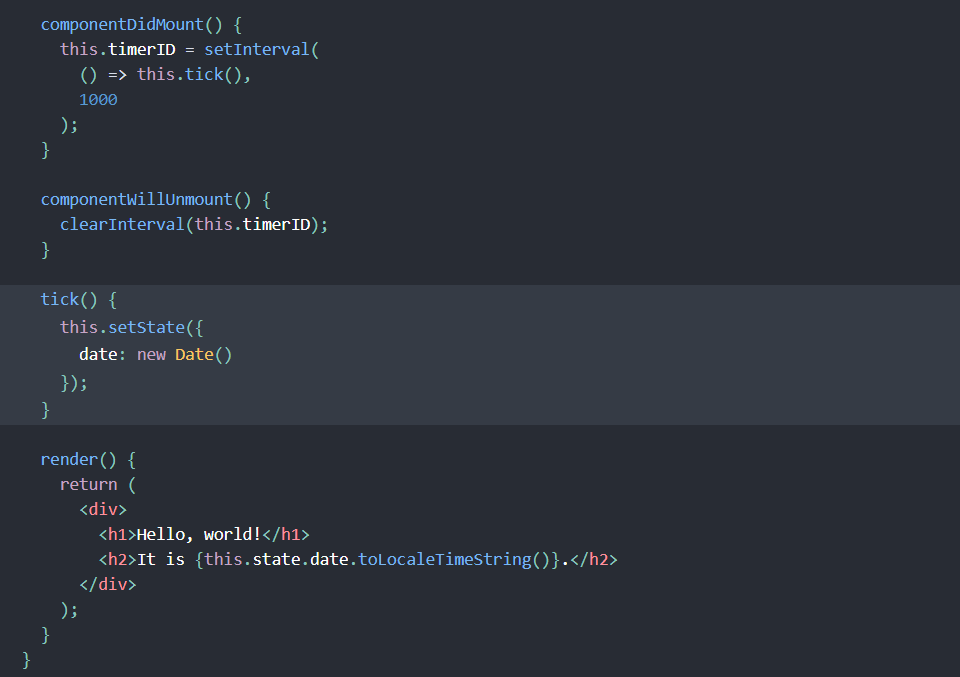 componentDidMount() {
this.timerID = setInterval(
() => this.tick(),
1000
);
}
componentWillUnmount() {
clearInterval(this.timerID);
}
tick() {
this.setState({
date: new Date()
});
}
render() {
return (
<div>
<h1>Hello, world!</h1>
<h2>It is {this.state.date.toLocaleTimeString()}.</h2>
</div>
);
}
}